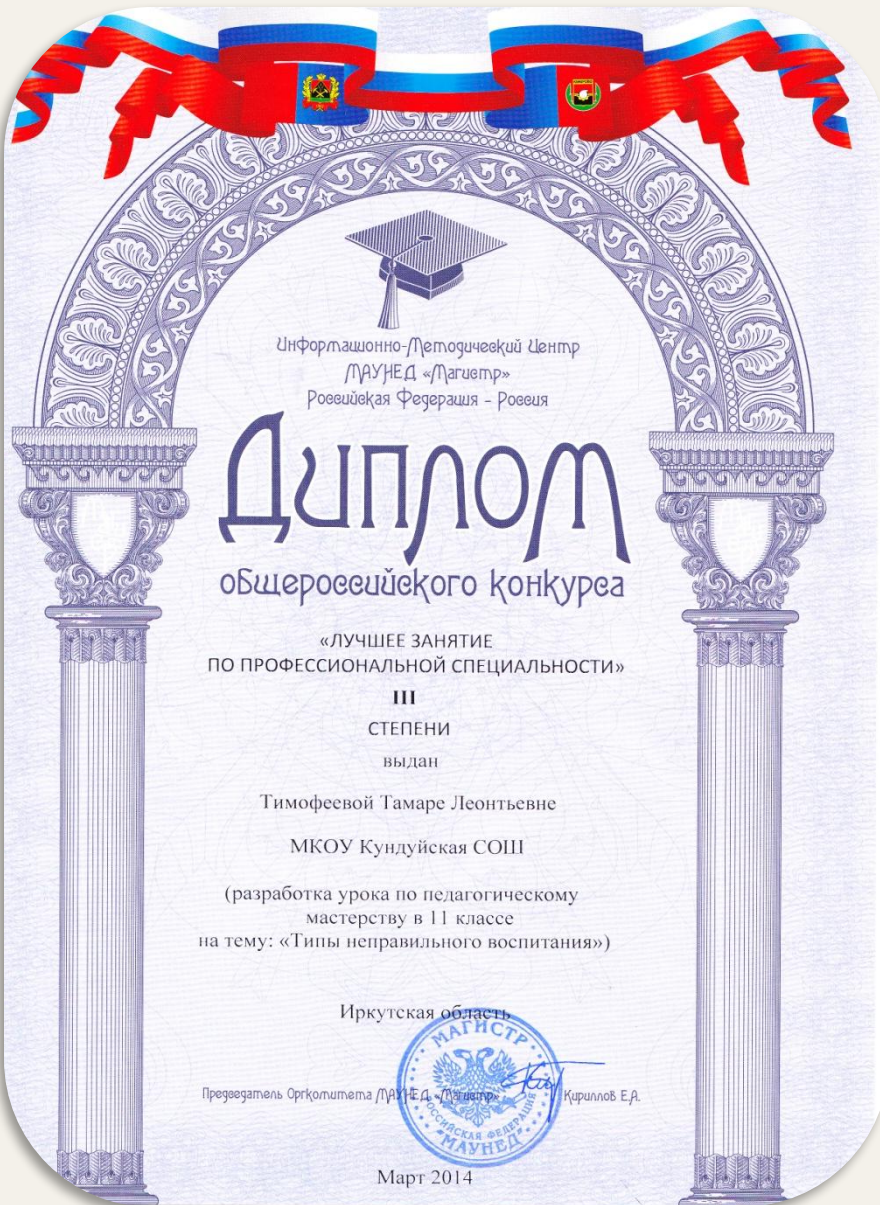 Информационно-Методический Центр
МАУНЕД «Магистр»
Российская Федерация - Россия
Диплом
общероссийского конкурса
«ЛУЧШЕЕ ЗАНЯТИЕ
ПО ПРОФЕССИОНАЛЬНОЙ СПЕЦИАЛЬНОСТИ»
III
СТЕПЕНИ
выдан
Тимофеевой Тамаре Леонтьевне
МКОУ Кундуйская СОШ
(разработка урока по педагогическому
мастерству в 11 классе
на тему: «Типы неправильного воспитания»)
Иркутская область
МАГИСТР
Председатель Оргкомитета МАУНЕД «Магистр» Кириллов Е.А.
РОССИЙСКАЯ ФЕДЕРАЦИЯ
"МАУНЕД"
Март 2014